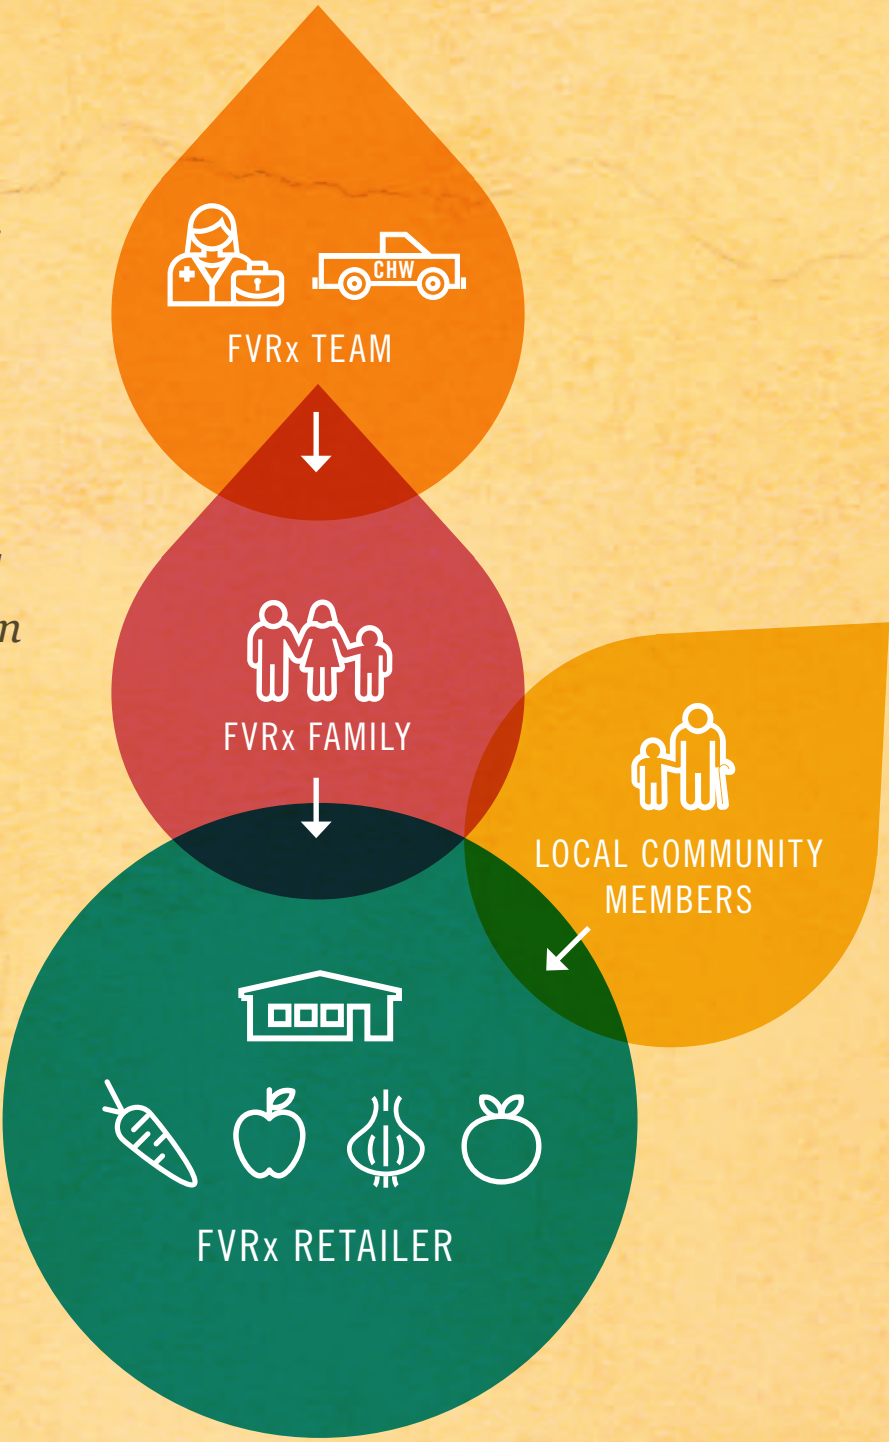 CHW
FVRx TEAM
n
FVRx FAMILY
LOCAL COMMUNITY
MEMBERS
FVRx RETAILER